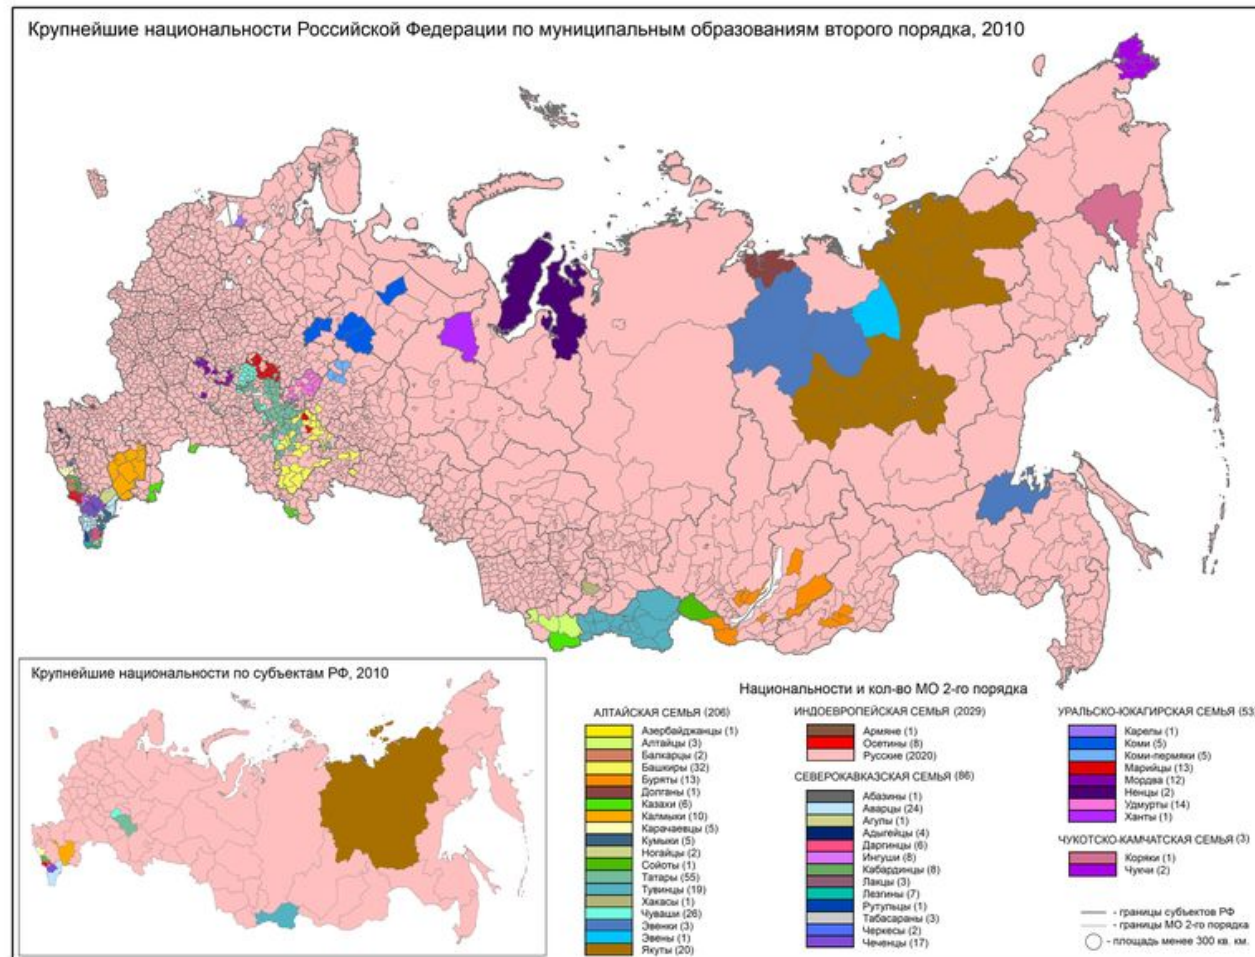 Крупнейшие национальности Российской Федерации по муниципальным образованиям второго порядка, 2010
Крупнейшие национальности по субъектам РФ, 2010
Национальности и кол-во МО 2-го порядка
АЛТАЙСКАЯ СЕМЬЯ (206)
Азербайджанцы (1)
Алтайцы (3)
Балкарцы (2)
Башкиры (32)
Буряты (13)
Долганы (1)
Казахи (6)
Калмыки (10)
Карачаевцы (5)
Кумыки (5)
Ногайцы (2)
Сойоты (1)
Татары (55)
Тувинцы (19)
Хакасы (1)
Чуваши (26)
Эвенки (3)
Эвены (1)
Якуты (20)
ИНДОЕВРОПЕЙСКАЯ СЕМЬЯ (2029)
Армяне (1)
Осетины (8)
Русские (2020)
СЕВЕРОКАВКАЗСКАЯ СЕМЬЯ (86)
Абазины (1)
Аварцы (24)
Агулы (1)
Адыгейцы (4)
Даргинцы (6)
Ингуши (8)
Кабардинцы (8)
Лакцы (3)
Лезгины (7)
Рутульцы (1)
Табасараны (3)
Черкесы (2)
Чеченцы (17)
УРАЛЬСКО-ЮКАГИРСКАЯ СЕМЬЯ (53
Карелы (1)
Коми (5)
Коми-пермяки (5)
Марийцы (13)
Мордва (12)
Ненцы (2)
Удмурты (14)
Ханты (1)
ЧУКОТСКО-КАМЧАТСКАЯ СЕМЬЯ (3)
Коряки (1)
Чукчи (2)
- границы субъектов РФ
- границы МО 2-го порядка
- площадь менее 300 кв. км.